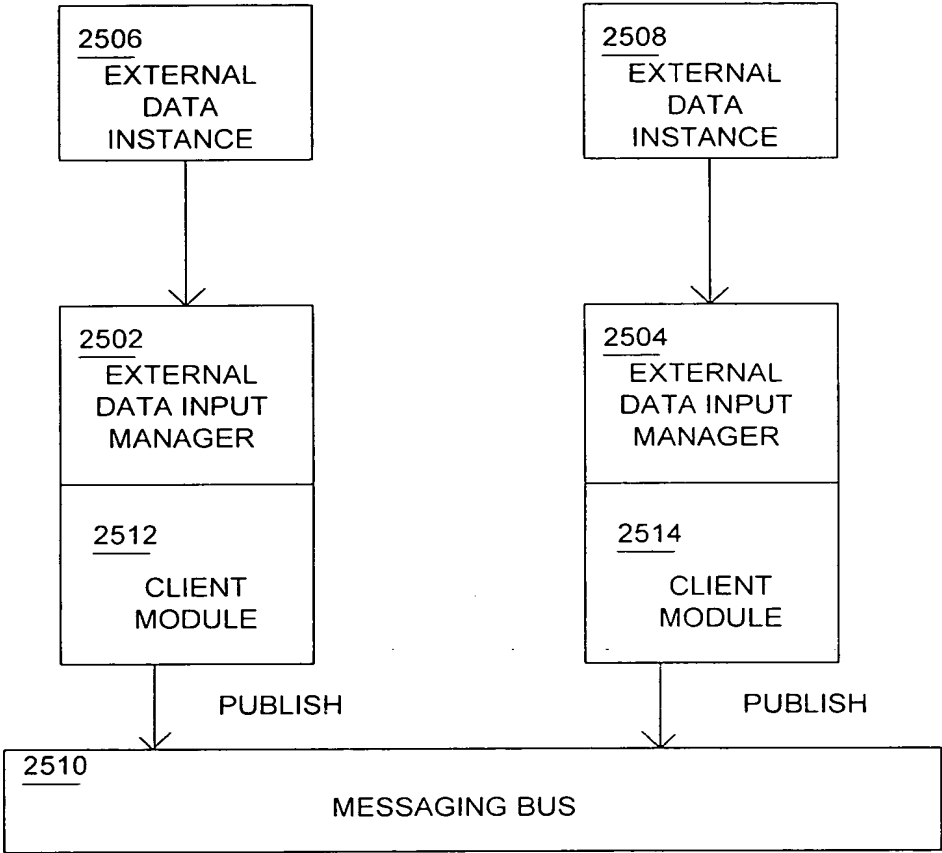 2506
EXTERNAL
DATA
INSTANCE
2508
EXTERNAL
DATA
INSTANCE
2502
EXTERNAL
DATA INPUT
MANAGER
2504
EXTERNAL
DATA INPUT
MANAGER
2512
CLIENT
MODULE
2514
CLIENT
MODULE
PUBLISH
PUBLISH
2510
MESSAGING BUS